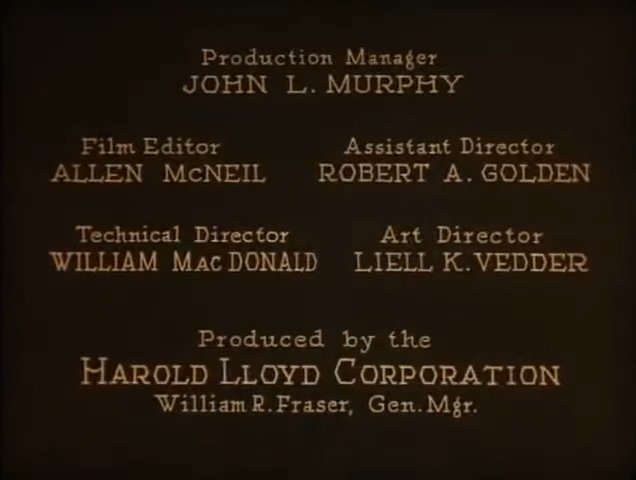 Production Manager
JOHN L. MURPHY
Film Editor
ALLEN McNEIL
Assistant Director
ROBERT A. GOLDEN
Technical Director
WILLIAM MacDONALD
Art Director
LIELL K. VEDDER
Produced by the
HAROLD LLOYD CORPORATION
William R. Fraser, Gen. Mgr.